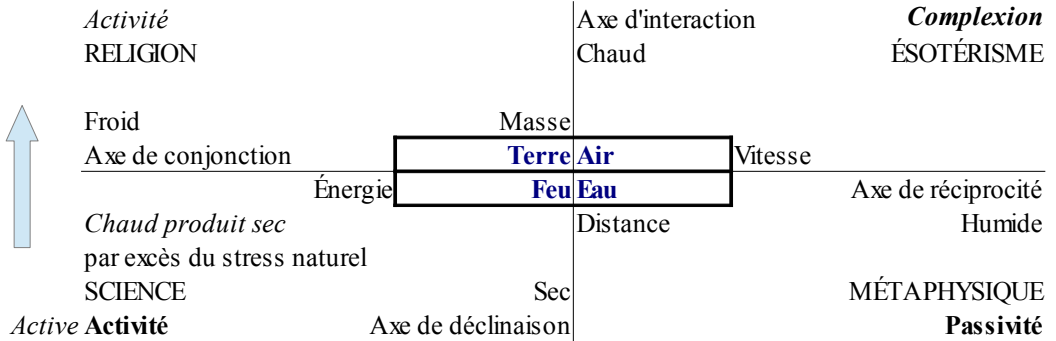 Activité Axe d'interaction Complexion
RELIGION Chaud ÉSOTÉRISME
Froid Masse
Axe de conjonction Terre Air Vitesse
Énergie Feu Eau Axe de réciprocité
Chaud produit sec Distance Humide
par excès du stress naturel
SCIENCE Sec MÉTAPHYSIQUE
Active Activité Axe de déclinaison Passivité